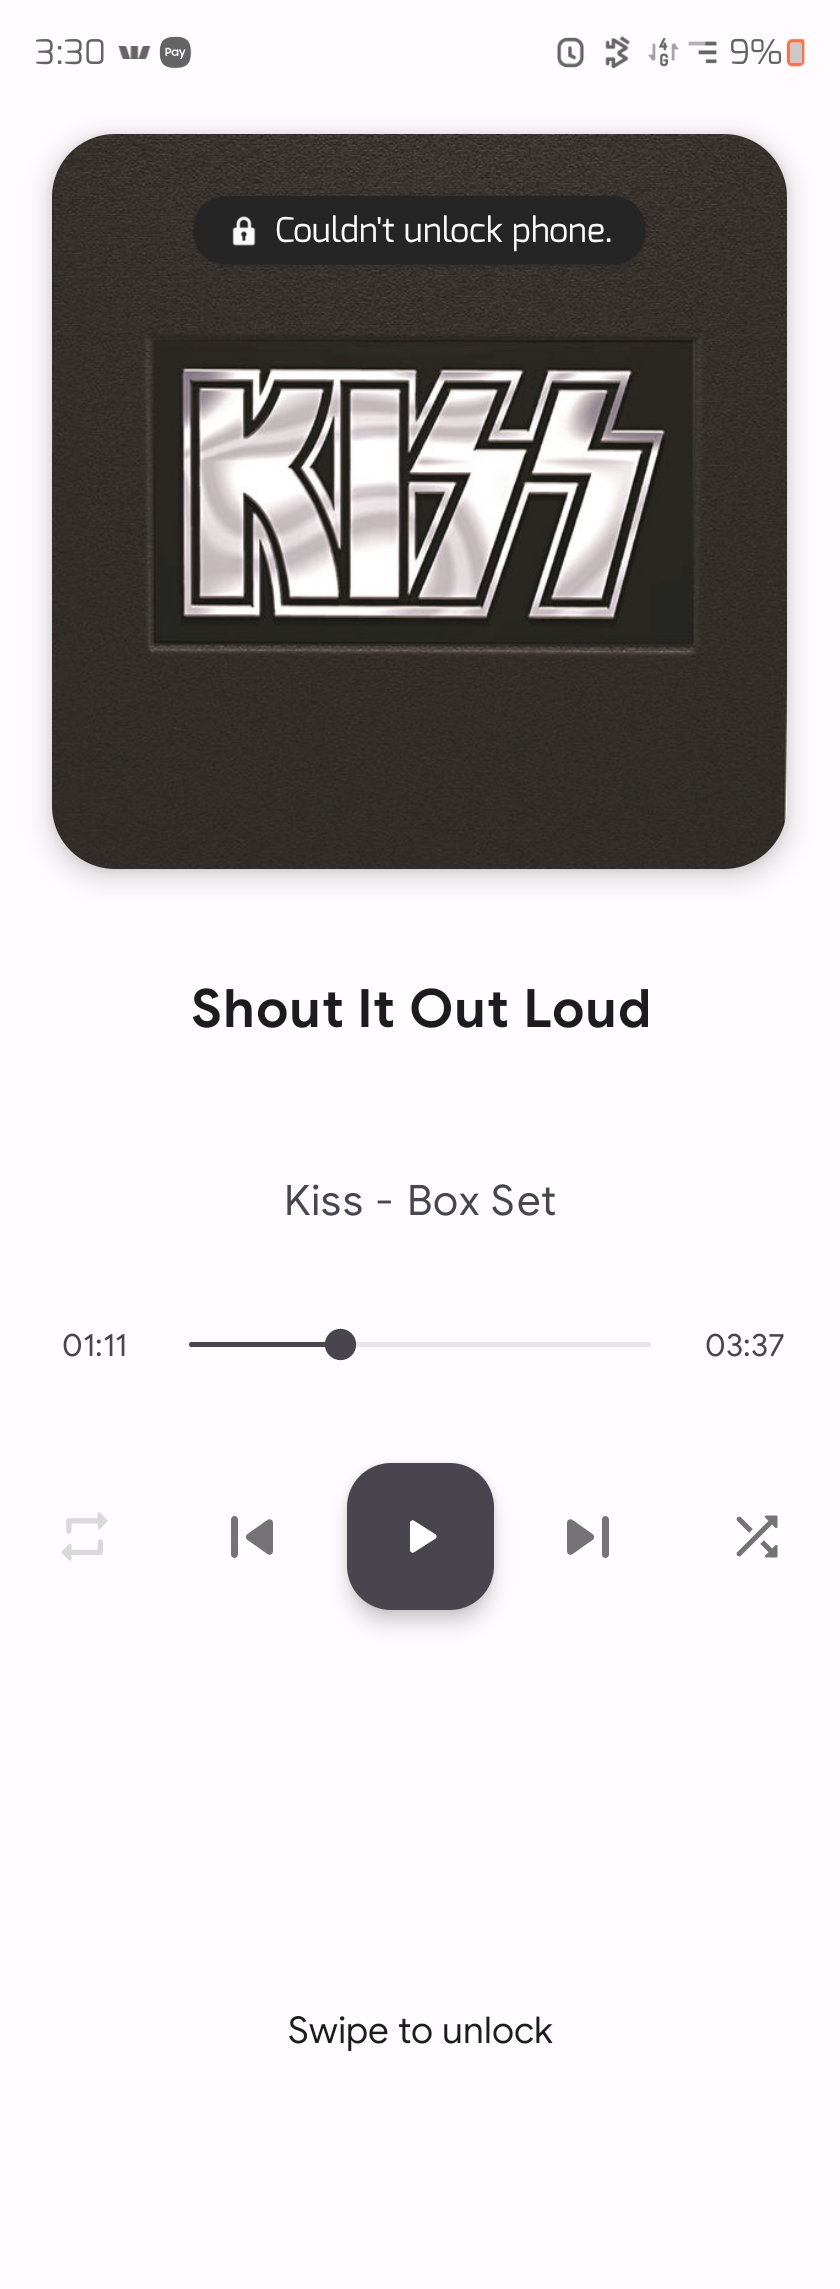 3:30 Pay 4G 9%
Couldn't unlock phone.
KISS
Shout It Out Loud
Kiss - Box Set
01:11 03:37
Swipe to unlock